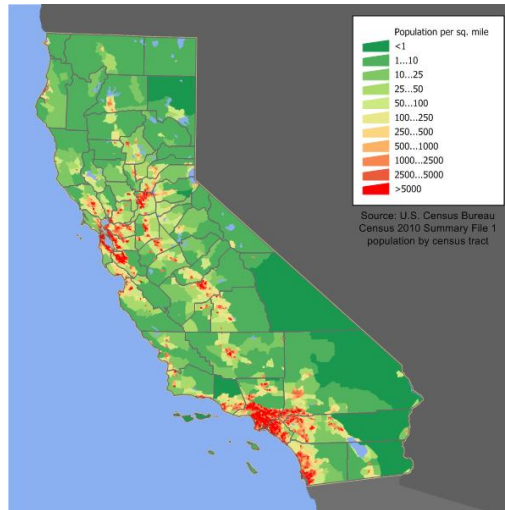 Population per sq. mile
<1
1...10
10...25
25...50
50...100
100...250
250...500
500...1000
1000...2500
2500...5000
>5000
Source: U.S. Census Bureau
Census 2010 Summary File 1
population by census tract